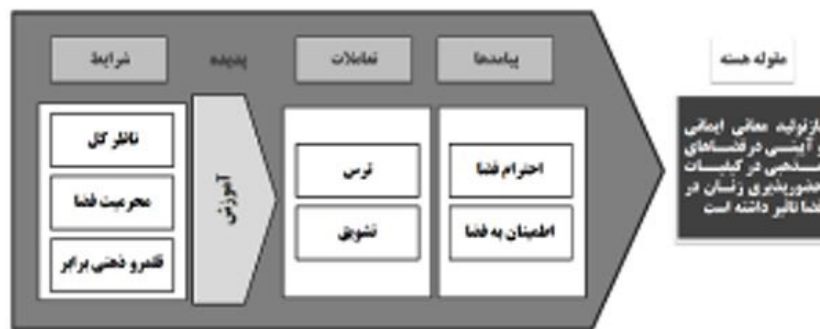 شرایط
پدیده
تعاملات
پیامدها
مقوله هسته
ناظر کل
محرمیت فضا
قلمرو ذهنی برابر
آموزش
ترس
تشویق
احترام فضا
اطمینان به فضا
بازتولید معانی ایمانی
و آیینی در فضاهای
مذهبی در کیفیات
حضورپذیری زنان در
فضا تاثیر داشته است